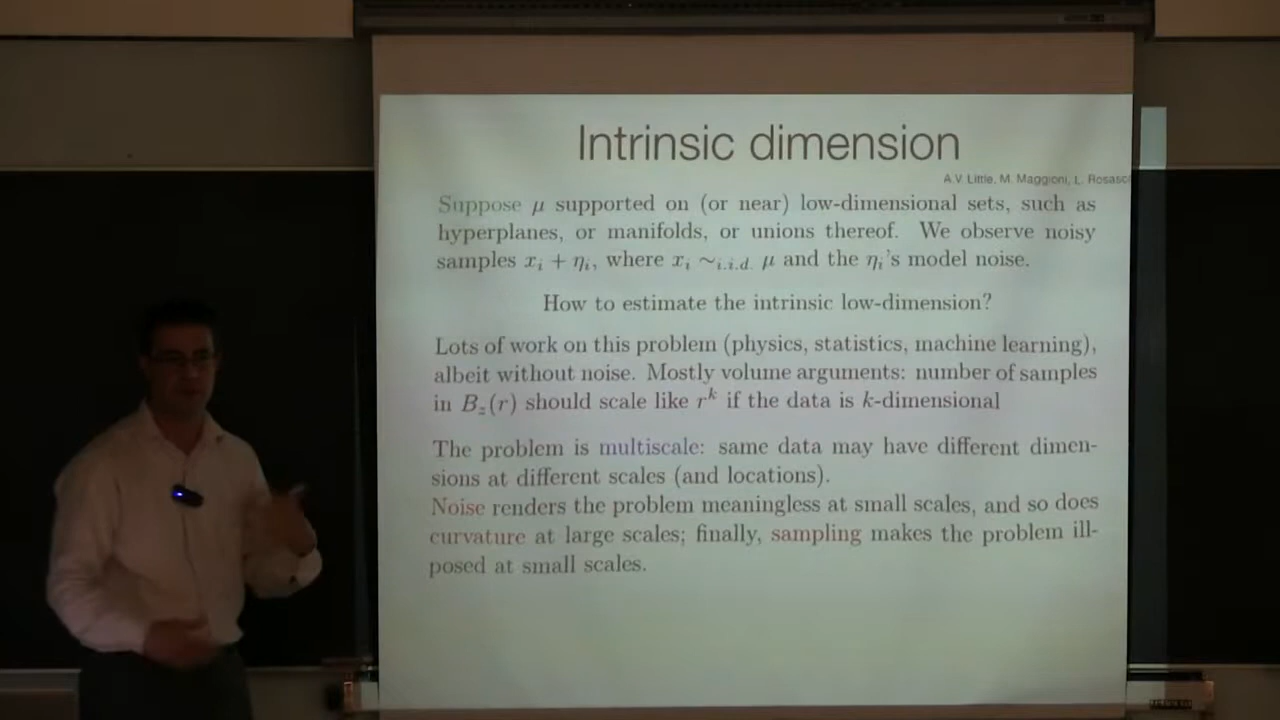 Intrinsic dimension
A.V. Little, M. Maggioni, L. Rosasc
Suppose μ supported on (or near) low-dimensional sets, such as
hyperplanes, or manifolds, or unions thereof. We observe noisy
samples xᵢ + ηᵢ, where xᵢ ∼i.i.d. μ and the ηᵢ's model noise.
How to estimate the intrinsic low-dimension?
Lots of work on this problem (physics, statistics, machine learning),
albeit without noise. Mostly volume arguments: number of samples
in B_z(r) should scale like rᵏ if the data is k-dimensional
The problem is multiscale: same data may have different dimen-
sions at different scales (and locations).
Noise renders the problem meaningless at small scales, and so does
curvature at large scales; finally, sampling makes the problem ill-
posed at small scales.